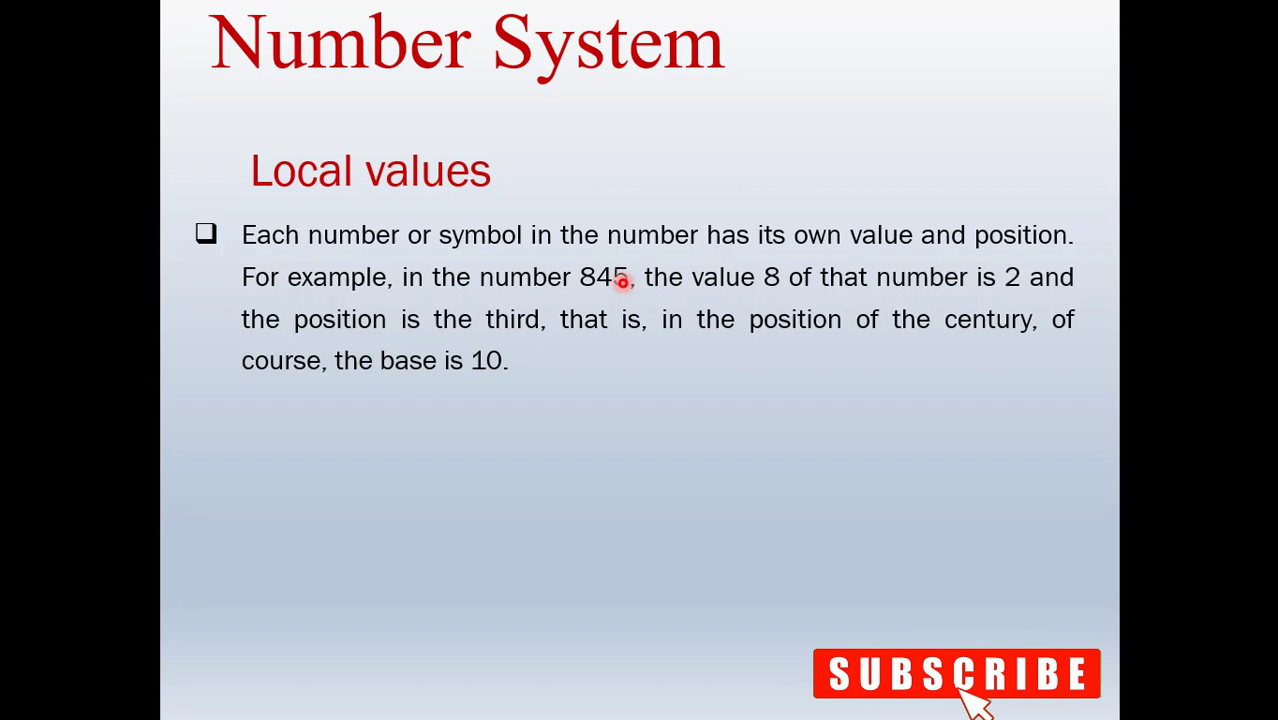 Number System
Local values
Each number or symbol in the number has its own value and position.
For example, in the number 845, the value 8 of that number is 2 and
the position is the third, that is, in the position of the century, of
course, the base is 10.
SUBSCRIBE